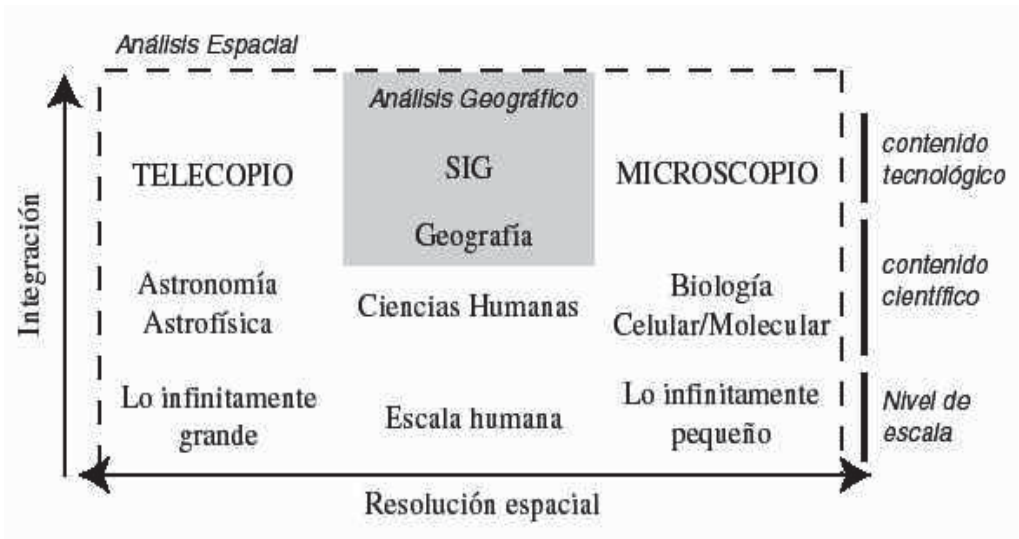 Análisis Espacial
Análisis Geográfico
TELECOPIO
SIG
MICROSCOPIO
contenido
tecnológico
Geografía
Integración
Astronomía
Astrofísica
Ciencias Humanas
Biología
Celular/Molecular
contenido
científico
Lo infinitamente
grande
Escala humana
Lo infinitamente
pequeño
Nivel de
escala
Resolución espacial